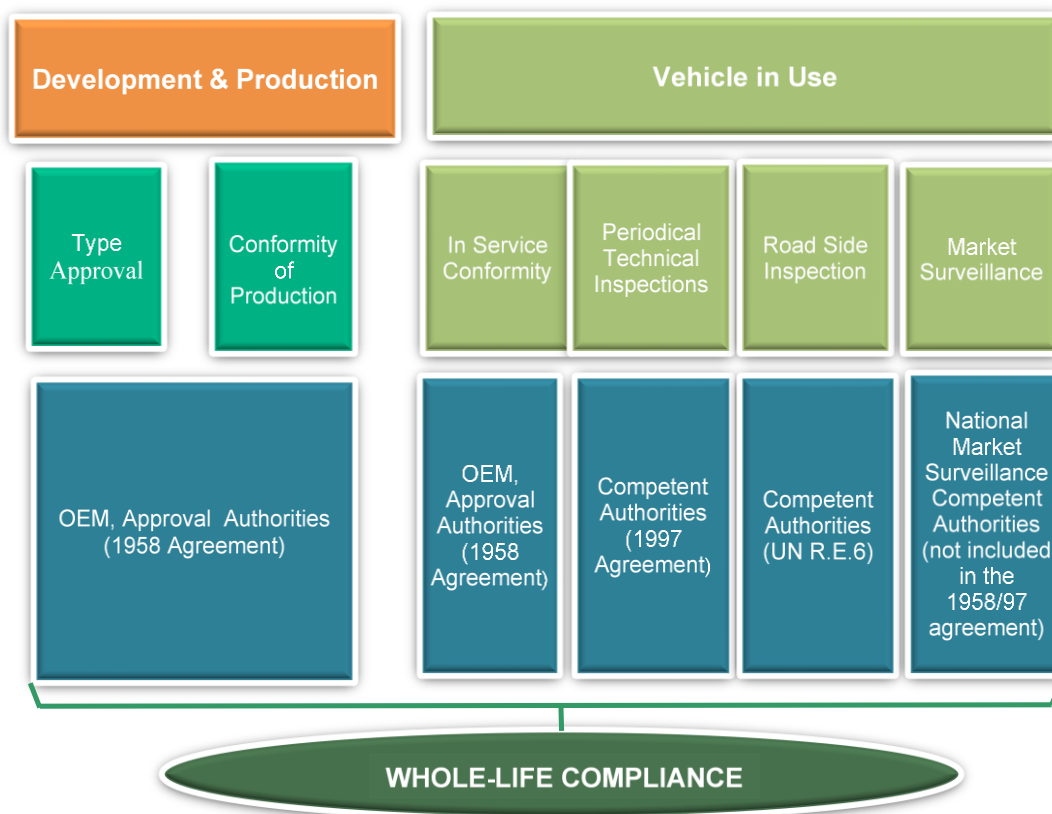 Development & Production
Vehicle in Use
Type
Approval
Conformity
of
Production
In Service
Conformity
Periodical
Technical
Inspections
Road Side
Inspection
Market
Surveillance
OEM, Approval Authorities
(1958 Agreement)
OEM,
Approval
Authorities
(1958
Agreement)
Competent
Authorities
(1997
Agreement)
Competent
Authorities
(UN R.E.6)
National
Market
Surveillance
Competent
Authorities
(not included
in the
1958/97
agreement)
WHOLE-LIFE COMPLIANCE